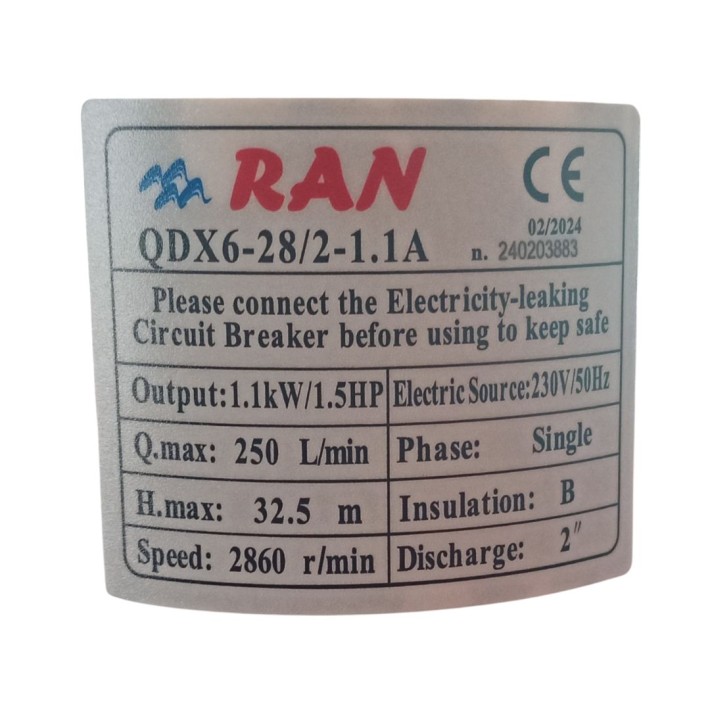 RAN CE
02/2024
QDX6-28/2-1.1A n. 240203883
Please connect the Electricity-leaking
Circuit Breaker before using to keep safe
Output:1.1kW/1.5HP Electric Source:230V/50Hz
Q.max: 250 L/min Phase: Single
H.max: 32.5 m Insulation: B
Speed: 2860 r/min Discharge: 2"